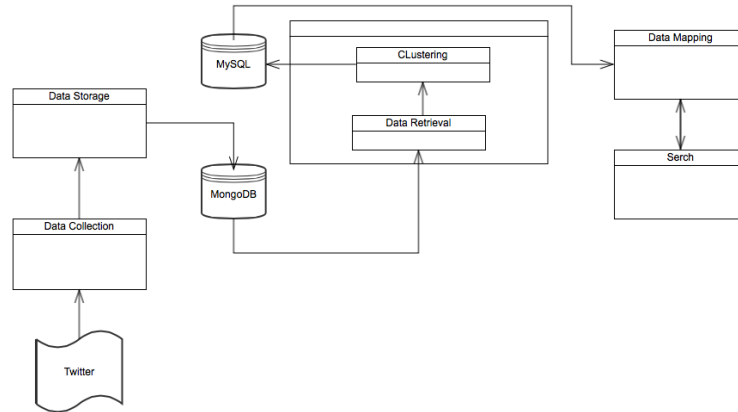 MySQL
CLustering
Data Mapping
Data Storage
Data Retrieval
Serch
MongoDB
Data Collection
Twitter